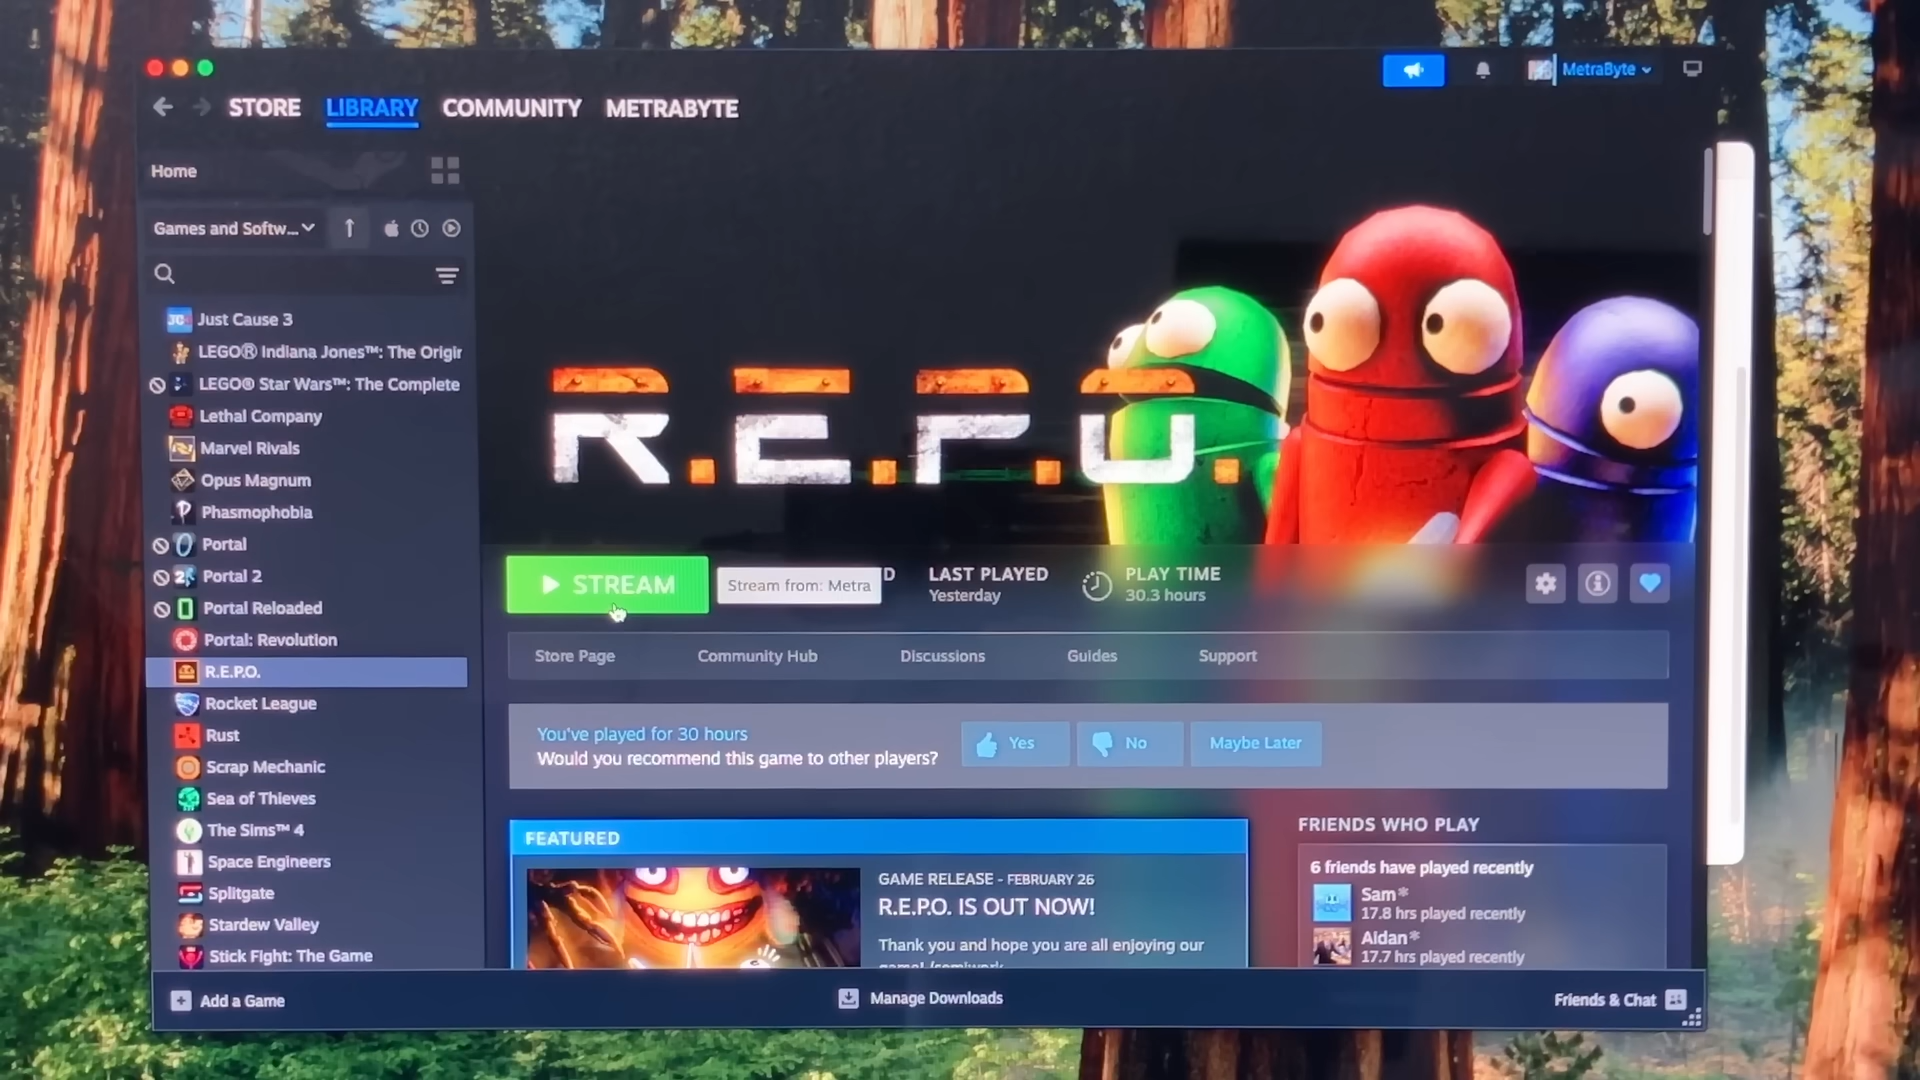 MetraByte
STORE LIBRARY COMMUNITY METRABYTE
Home
Games and Softw...
Just Cause 3
LEGO® Indiana Jones™: The Origin
LEGO® Star Wars™: The Complete
Lethal Company
Marvel Rivals
Opus Magnum
Phasmophobia
Portal
Portal 2
Portal Reloaded
Portal: Revolution
R.E.P.O.
Rocket League
Rust
Scrap Mechanic
Sea of Thieves
The Sims™ 4
Space Engineers
Splitgate
Stardew Valley
Stick Fight: The Game
R.E.P.O.
STREAM
Stream from: Metra
D
LAST PLAYED
Yesterday
PLAY TIME
30.3 hours
Store Page Community Hub Discussions Guides Support
You've played for 30 hours
Would you recommend this game to other players?
Yes No Maybe Later
FEATURED
GAME RELEASE - FEBRUARY 26
R.E.P.O. IS OUT NOW!
Thank you and hope you are all enjoying our
game! /semiwork
FRIENDS WHO PLAY
6 friends have played recently
Sam*
17.8 hrs played recently
Aidan*
17.7 hrs played recently
Add a Game
Manage Downloads
Friends & Chat